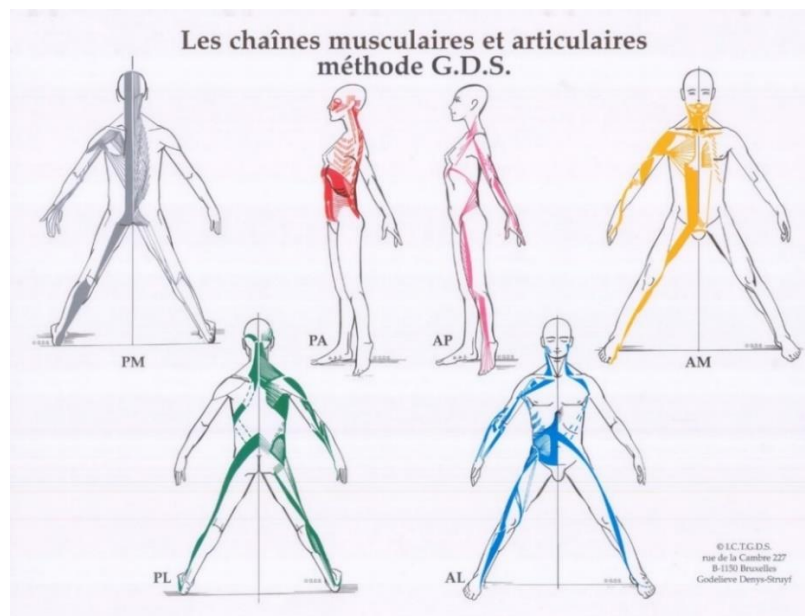 Les chaînes musculaires et articulaires
méthode G.D.S.
PM
PA
AP
AM
PL
AL
© I.C.T.G.D.S.
rue de la Cambre 227
B-1150 Bruxelles
Godelieve Denys-Struyf